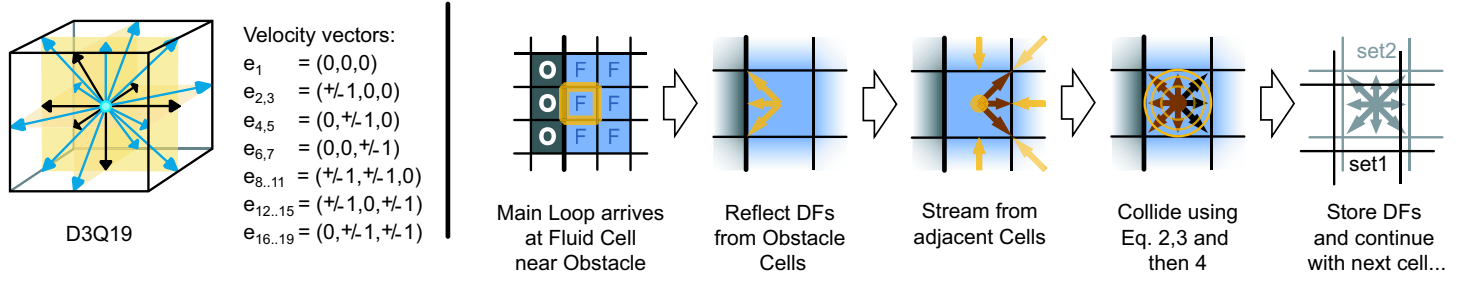 D3Q19
Velocity vectors:
e1 = (0,0,0)
e2,3 = (+/-1,0,0)
e4,5 = (0,+/-1,0)
e6,7 = (0,0,+/-1)
e8..11 = (+/-1,+/-1,0)
e12..15 = (+/-1,0,+/-1)
e16..19 = (0,+/-1,+/-1)
O F F
O F F
O F F
Main Loop arrives
at Fluid Cell
near Obstacle
Reflect DFs
from Obstacle
Cells
Stream from
adjacent Cells
Collide using
Eq. 2,3 and
then 4
set2
set1
Store DFs
and continue
with next cell...